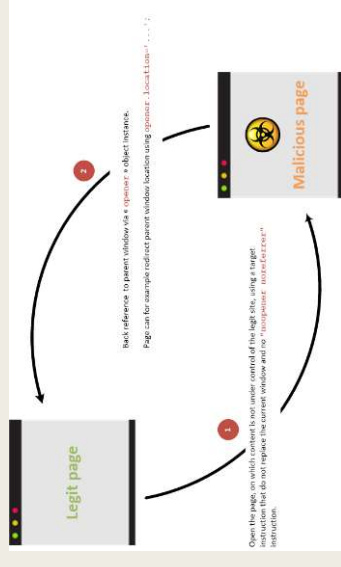 Legit page
1
Open the page, on which content is not under control of the legit site, using a target
instruction that do not replace the current window and no "noopener noreferrer"
instruction.
Malicious page
2
Back reference to parent window via « opener » object instance.
Page can for example redirect parent window location using opener.location='...';